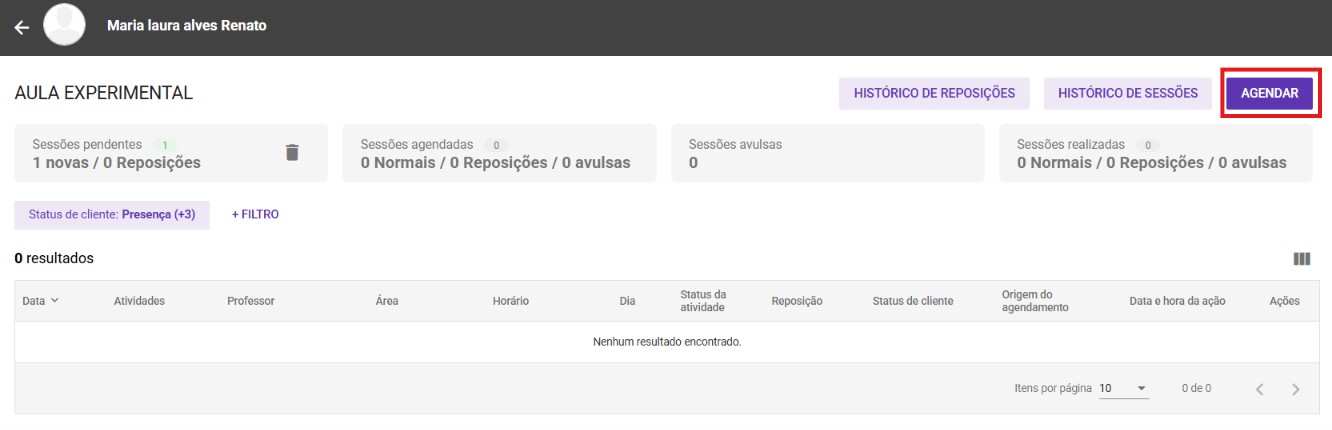 Maria laura alves Renato
AULA EXPERIMENTAL
HISTÓRICO DE REPOSIÇÕES
HISTÓRICO DE SESSÕES
AGENDAR
Sessões pendentes 1
1 novas / 0 Reposições
Sessões agendadas 0
0 Normais / 0 Reposições / 0 avulsas
Sessões avulsas
0
Sessões realizadas 0
0 Normais / 0 Reposições / 0 avulsas
Status de cliente: Presença (+3)
+ FILTRO
0 resultados
Data
Atividades
Professor
Área
Horário
Dia
Status da
atividade
Reposição
Status de cliente
Origem do
agendamento
Data e hora da ação
Ações
Nenhum resultado encontrado.
Itens por página 10
0 de 0